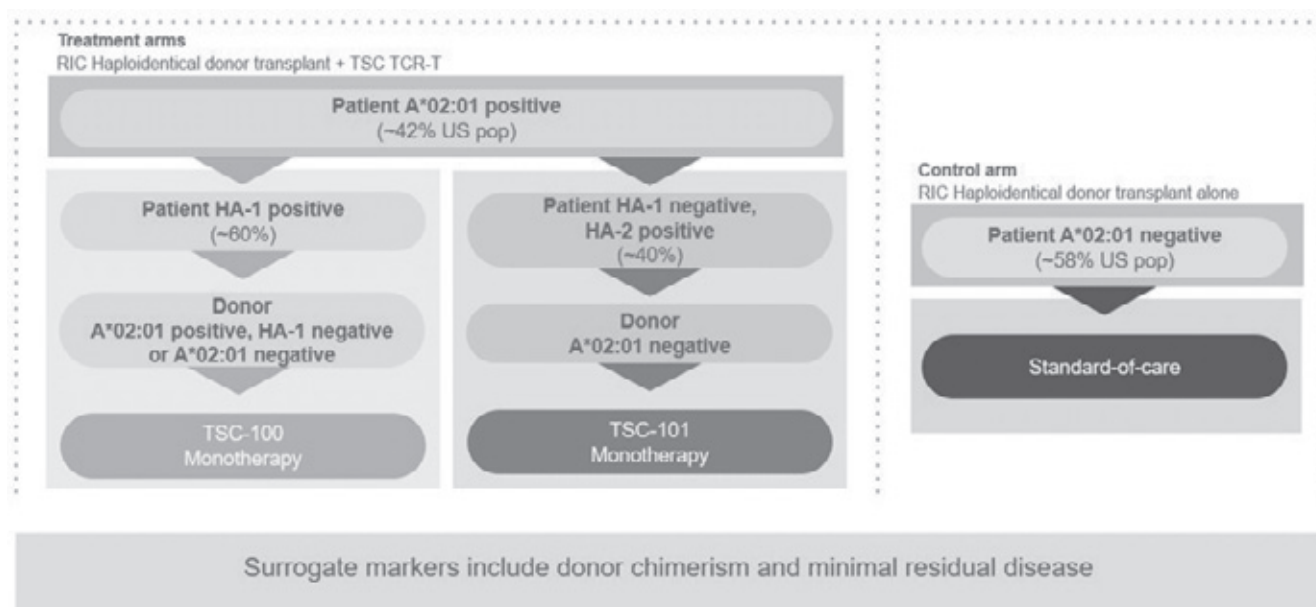 Treatment arms
RIC Haploidentical donor transplant + TSC TCR-T
Patient A*02:01 positive
(~42% US pop)
Patient HA-1 positive
(~60%)
Donor
A*02:01 positive, HA-1 negative
or A*02:01 negative
TSC-100
Monotherapy
Patient HA-1 negative,
HA-2 positive
(~40%)
Donor
A*02:01 negative
TSC-101
Monotherapy
Control arm
RIC Haploidentical donor transplant alone
Patient A*02:01 negative
(~58% US pop)
Standard-of-care
Surrogate markers include donor chimerism and minimal residual disease